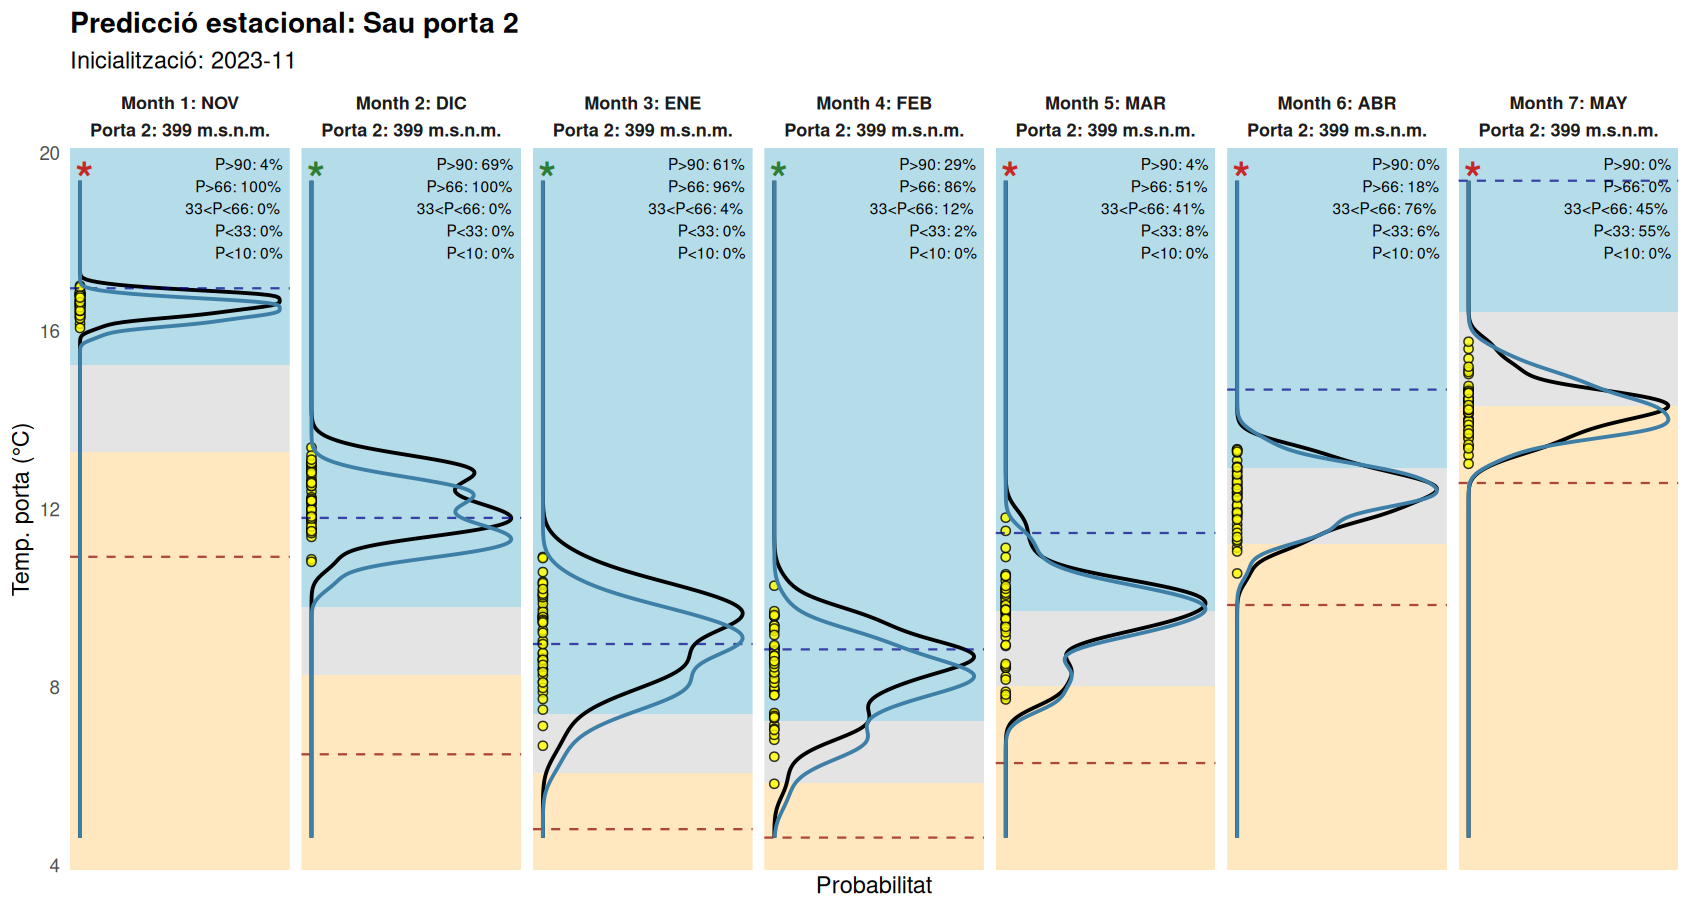 Predicció estacional: Sau porta 2
Inicialització: 2023-11
Month 1: NOV
Porta 2: 399 m.s.n.m.
Month 2: DIC
Porta 2: 399 m.s.n.m.
Month 3: ENE
Porta 2: 399 m.s.n.m.
Month 4: FEB
Porta 2: 399 m.s.n.m.
Month 5: MAR
Porta 2: 399 m.s.n.m.
Month 6: ABR
Porta 2: 399 m.s.n.m.
Month 7: MAY
Porta 2: 399 m.s.n.m.
Temp. porta (°C)
20
16
12
8
4
*
P>90: 4%
P>66: 100%
33<P<66: 0%
P<33: 0%
P<10: 0%
*
P>90: 69%
P>66: 100%
33<P<66: 0%
P<33: 0%
P<10: 0%
*
P>90: 61%
P>66: 96%
33<P<66: 4%
P<33: 0%
P<10: 0%
*
P>90: 29%
P>66: 86%
33<P<66: 12%
P<33: 2%
P<10: 0%
*
P>90: 4%
P>66: 51%
33<P<66: 41%
P<33: 8%
P<10: 0%
*
P>90: 0%
P>66: 18%
33<P<66: 76%
P<33: 6%
P<10: 0%
*
P>90: 0%
P>66: 0%
33<P<66: 45%
P<33: 55%
P<10: 0%
Probabilitat